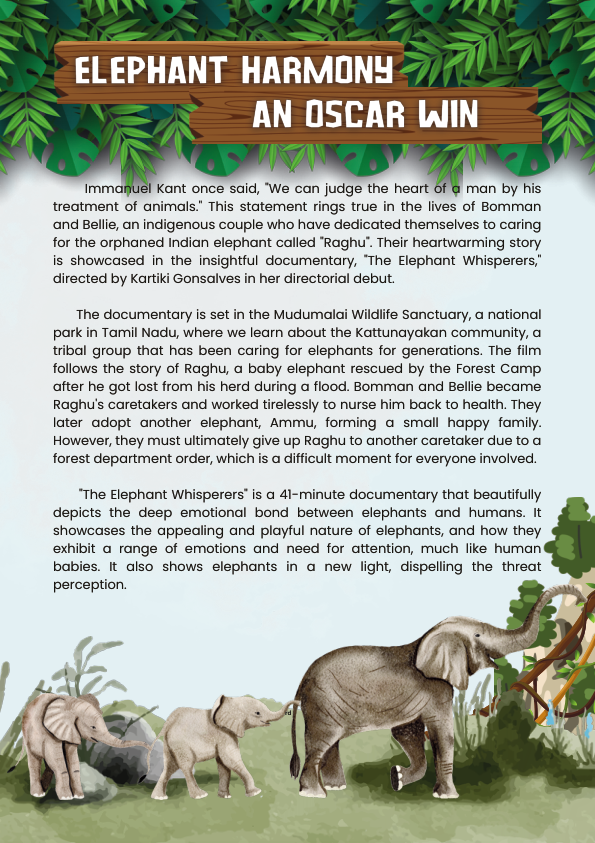 ELEPHANT HARMONY
AN OSCAR WIN
Immanuel Kant once said, "We can judge the heart of a man by his
treatment of animals." This statement rings true in the lives of Bomman
and Bellie, an indigenous couple who have dedicated themselves to caring
for the orphaned Indian elephant called "Raghu". Their heartwarming story
is showcased in the insightful documentary, "The Elephant Whisperers,"
directed by Kartiki Gonsalves in her directorial debut.
The documentary is set in the Mudumalai Wildlife Sanctuary, a national
park in Tamil Nadu, where we learn about the Kattunayakan community, a
tribal group that has been caring for elephants for generations. The film
follows the story of Raghu, a baby elephant rescued by the Forest Camp
after he got lost from his herd during a flood. Bomman and Bellie became
Raghu's caretakers and worked tirelessly to nurse him back to health. They
later adopt another elephant, Ammu, forming a small happy family.
However, they must ultimately give up Raghu to another caretaker due to a
forest department order, which is a difficult moment for everyone involved.
"The Elephant Whisperers" is a 41-minute documentary that beautifully
depicts the deep emotional bond between elephants and humans. It
showcases the appealing and playful nature of elephants, and how they
exhibit a range of emotions and need for attention, much like human
babies. It also shows elephants in a new light, dispelling the threat
perception.